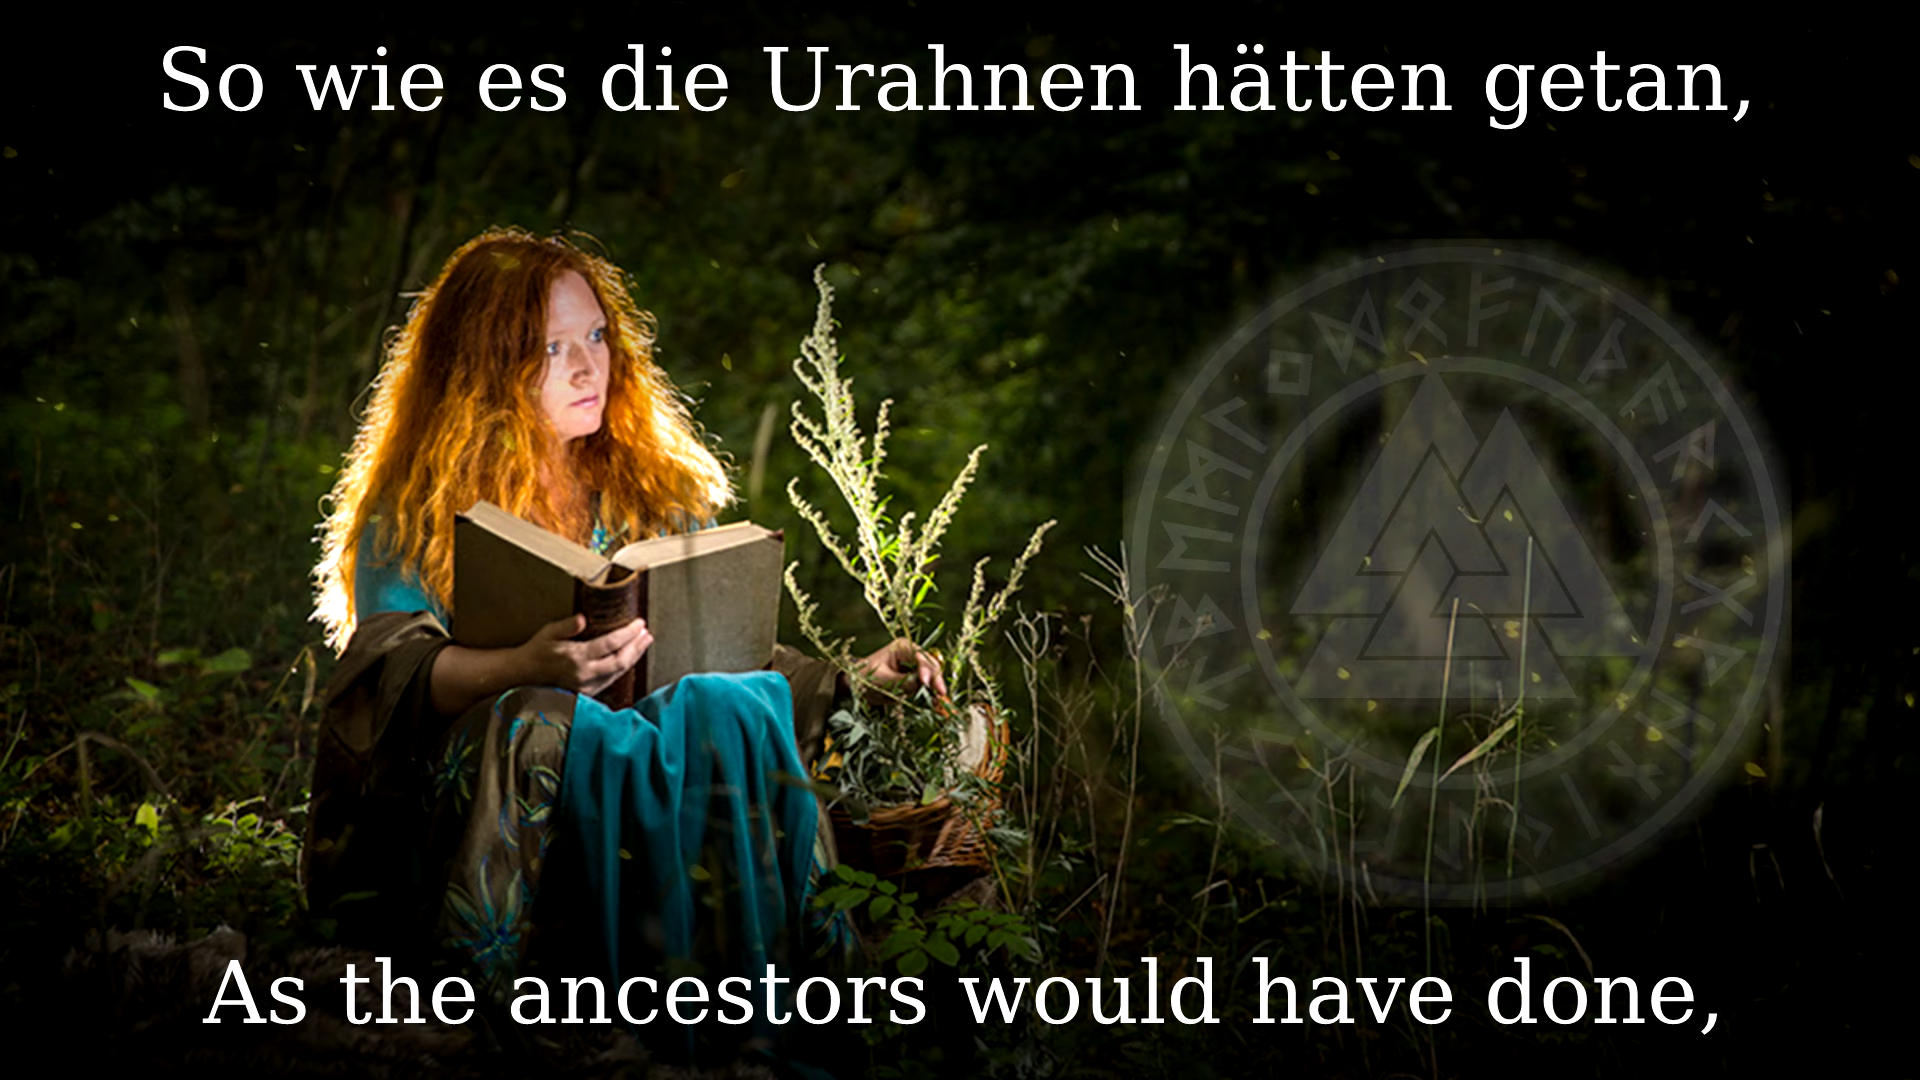 So wie es die Urahnen hätten getan,
As the ancestors would have done,